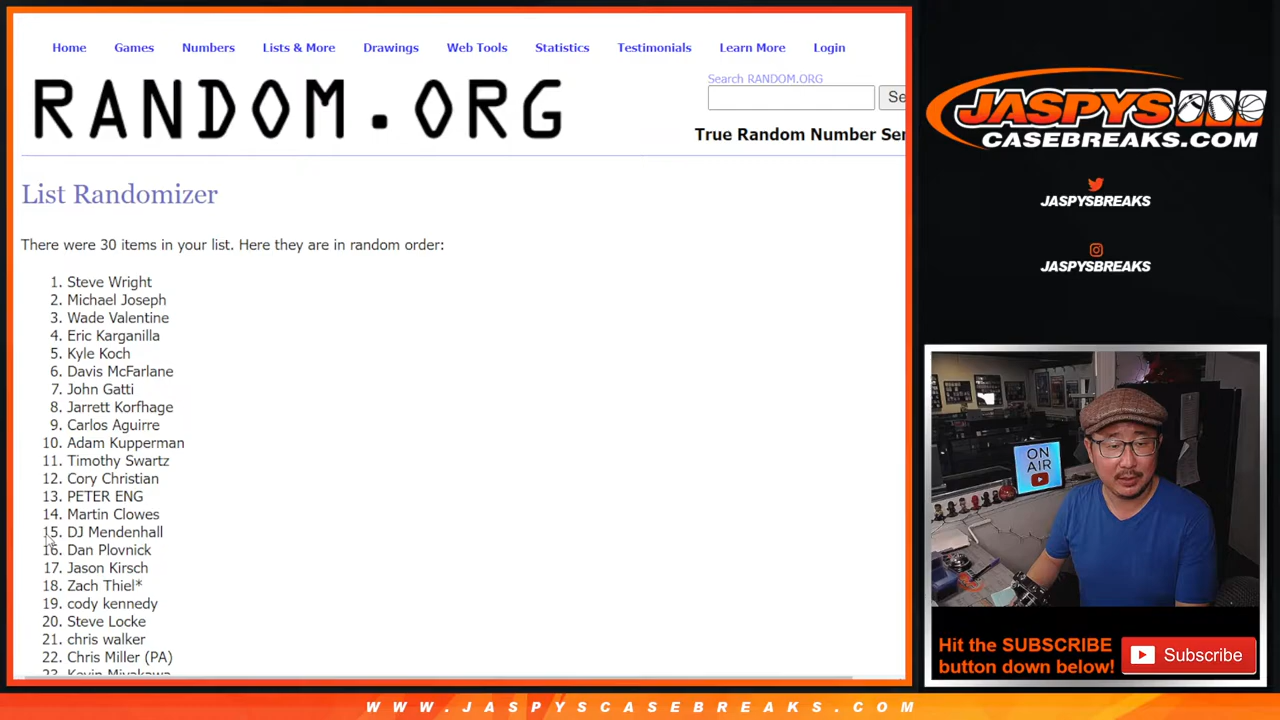 Home Games Numbers Lists & More Drawings Web Tools Statistics Testimonials Learn More Login
RANDOM.ORG
Search RANDOM.ORG
Se
True Random Number Ser
List Randomizer
There were 30 items in your list. Here they are in random order:
1. Steve Wright
2. Michael Joseph
3. Wade Valentine
4. Eric Karganilla
5. Kyle Koch
6. Davis McFarlane
7. John Gatti
8. Jarrett Korfhage
9. Carlos Aguirre
10. Adam Kupperman
11. Timothy Swartz
12. Cory Christian
13. PETER ENG
14. Martin Clowes
15. DJ Mendenhall
16. Dan Plovnick
17. Jason Kirsch
18. Zach Thiel*
19. cody kennedy
20. Steve Locke
21. chris walker
22. Chris Miller (PA)
23. Kevin Miyakawa
JASPYS
CASEBREAKS.COM
JASPYSBREAKS
JASPYSBREAKS
ON
AIR
Hit the SUBSCRIBE
button down below!
Subscribe
WWW.JASPYSCASEBREAKS.COM